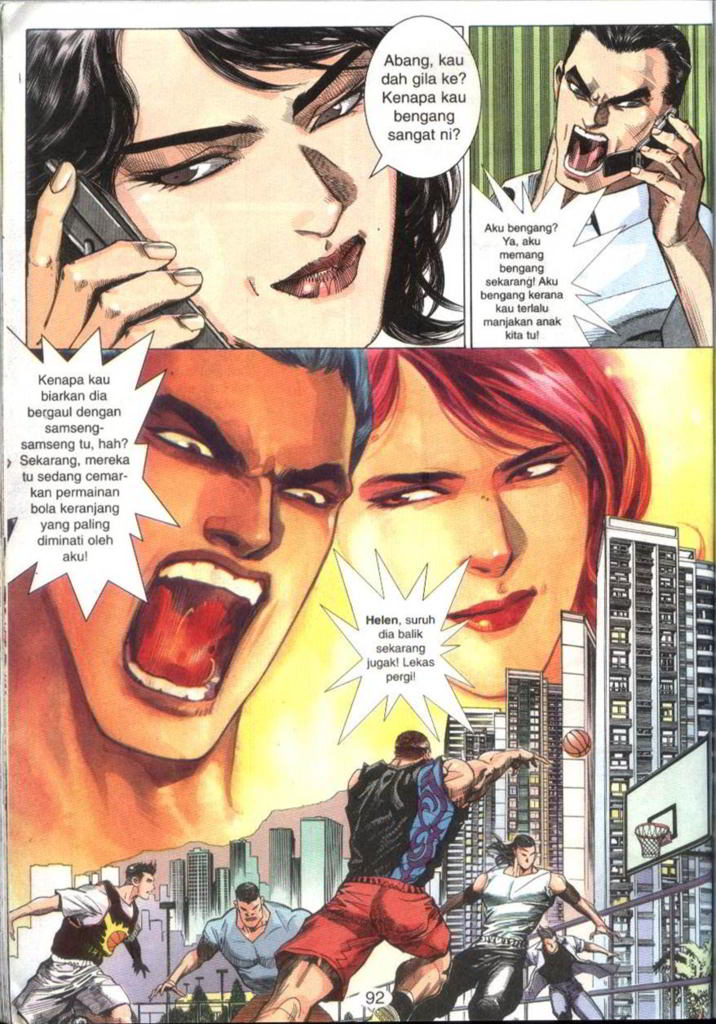 Abang, kau
dah gila ke?
Kenapa kau
bengang
sangat ni?
Aku bengang?
Ya, aku
memang
bengang
sekarang! Aku
bengang kerana
kau terlalu
manjakan anak
kita tu!
Kenapa kau
biarkan dia
bergaul dengan
samseng-
samseng tu, hah?
Sekarang, mereka
tu sedang cemar-
kan permainan
bola keranjang
yang paling
diminati oleh
aku!
Helen, suruh
dia balik
sekarang
jugak! Lekas
pergi!
92